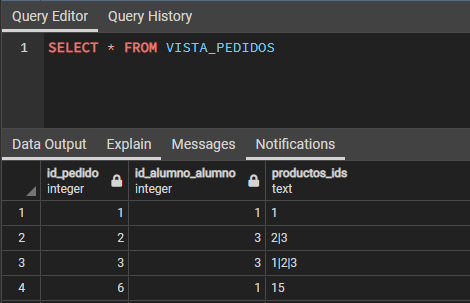 Query Editor Query History
1 SELECT * FROM VISTA_PEDIDOS
Data Output Explain Messages Notifications
id_pedido id_alumno_alumno productos_ids
integer integer text
1 1 1 1
2 2 3 2|3
3 3 3 1|2|3
4 6 1 15